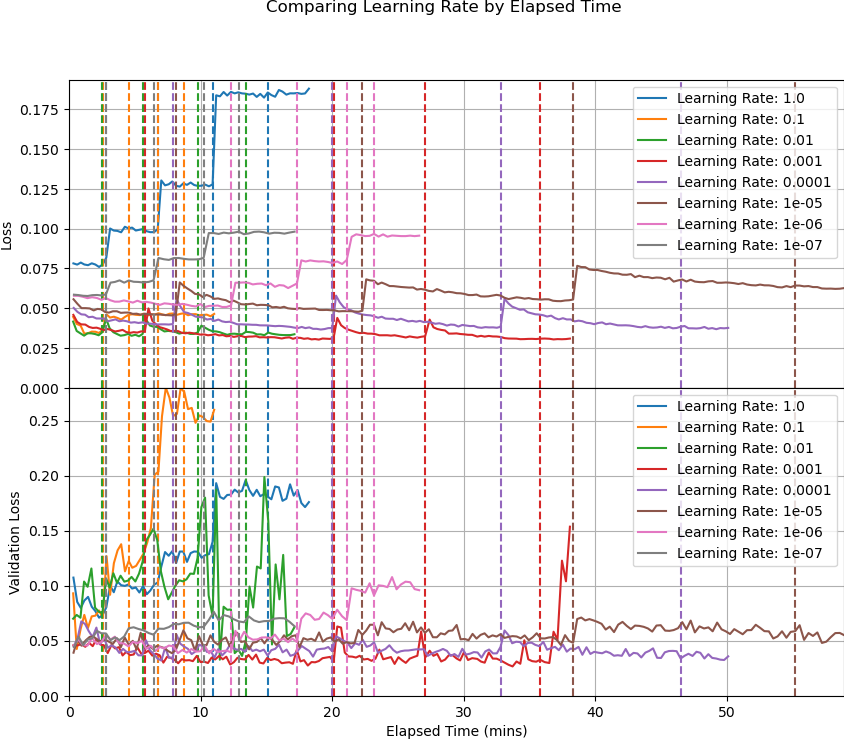 Comparing Learning Rate by Elapsed Time
Loss
0.175
0.150
0.125
0.100
0.075
0.050
0.025
0.000
Learning Rate: 1.0
Learning Rate: 0.1
Learning Rate: 0.01
Learning Rate: 0.001
Learning Rate: 0.0001
Learning Rate: 1e-05
Learning Rate: 1e-06
Learning Rate: 1e-07
Validation Loss
0.25
0.20
0.15
0.10
0.05
0.00
Learning Rate: 1.0
Learning Rate: 0.1
Learning Rate: 0.01
Learning Rate: 0.001
Learning Rate: 0.0001
Learning Rate: 1e-05
Learning Rate: 1e-06
Learning Rate: 1e-07
0 10 20 30 40 50
Elapsed Time (mins)